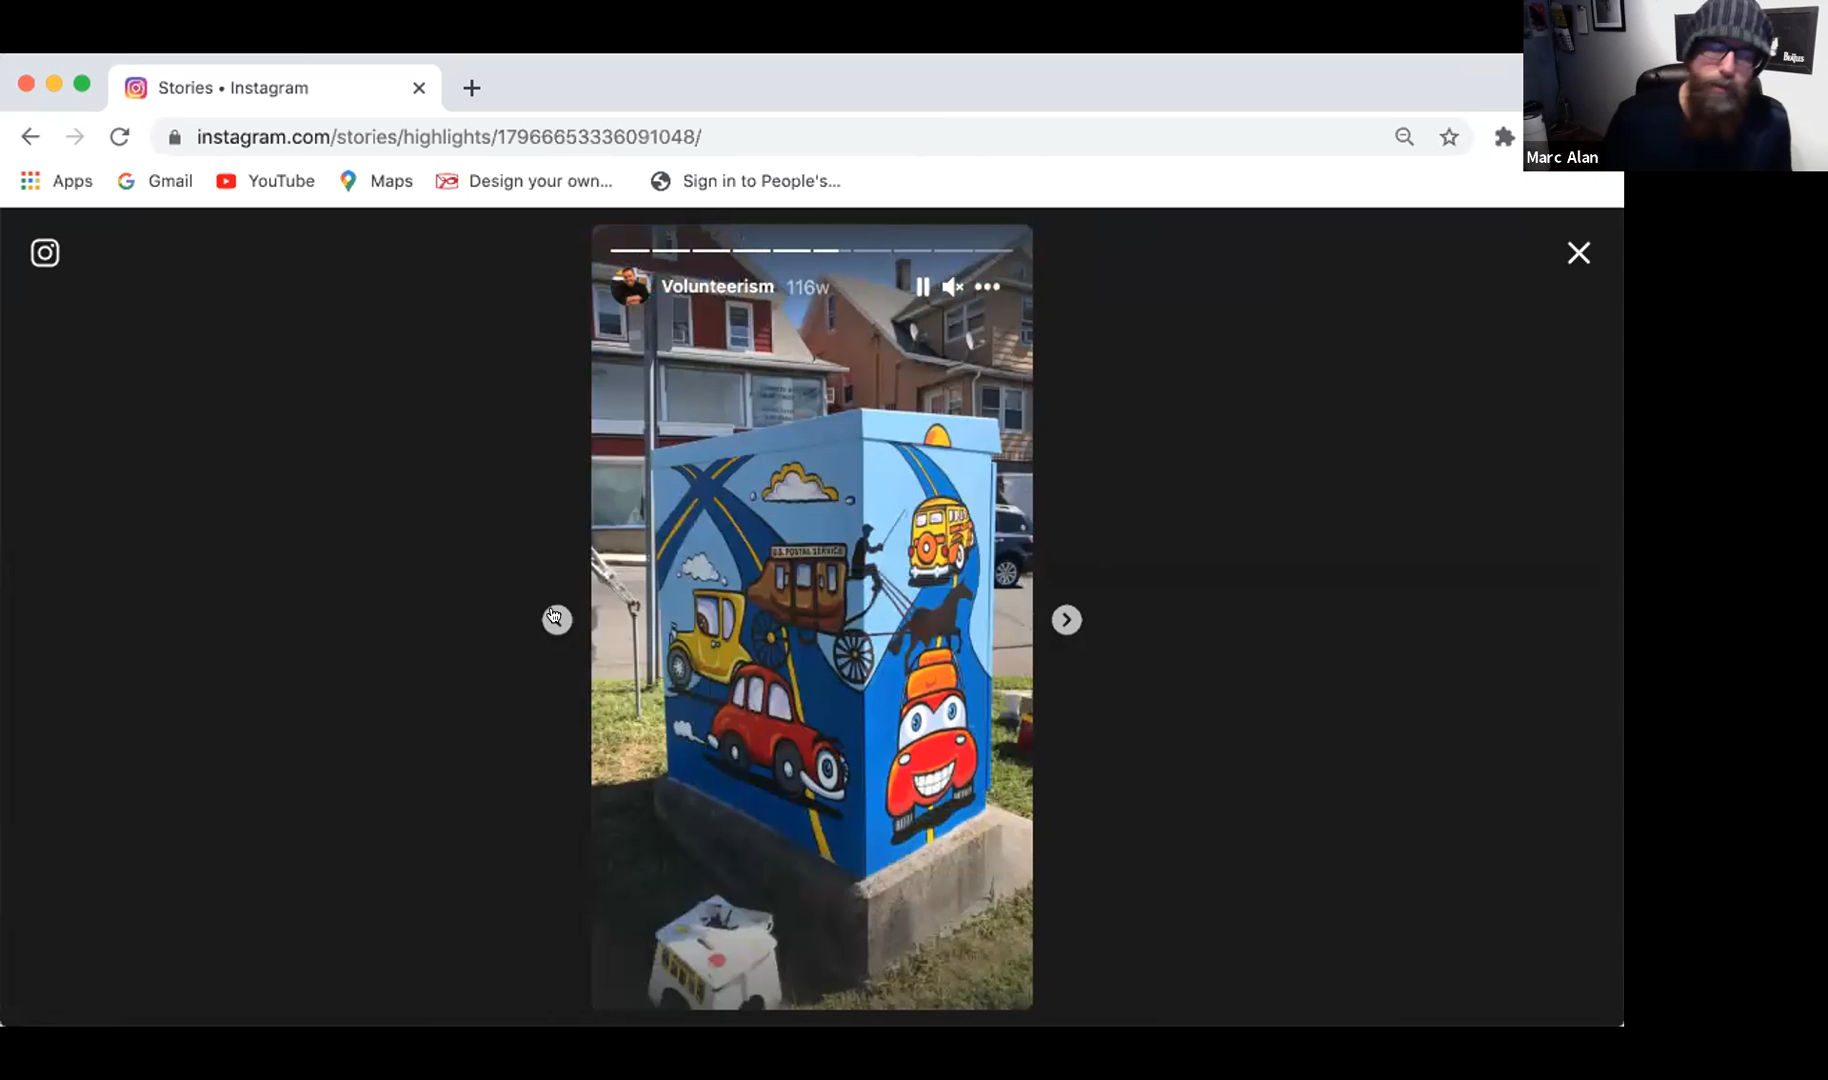 Stories • Instagram
instagram.com/stories/highlights/17966653336091048/
Apps
Gmail
YouTube
Maps
Design your own...
Sign in to People's...
BEATLES
Marc Alan
Volunteerism 116w
U.S. POSTAL SERVICE